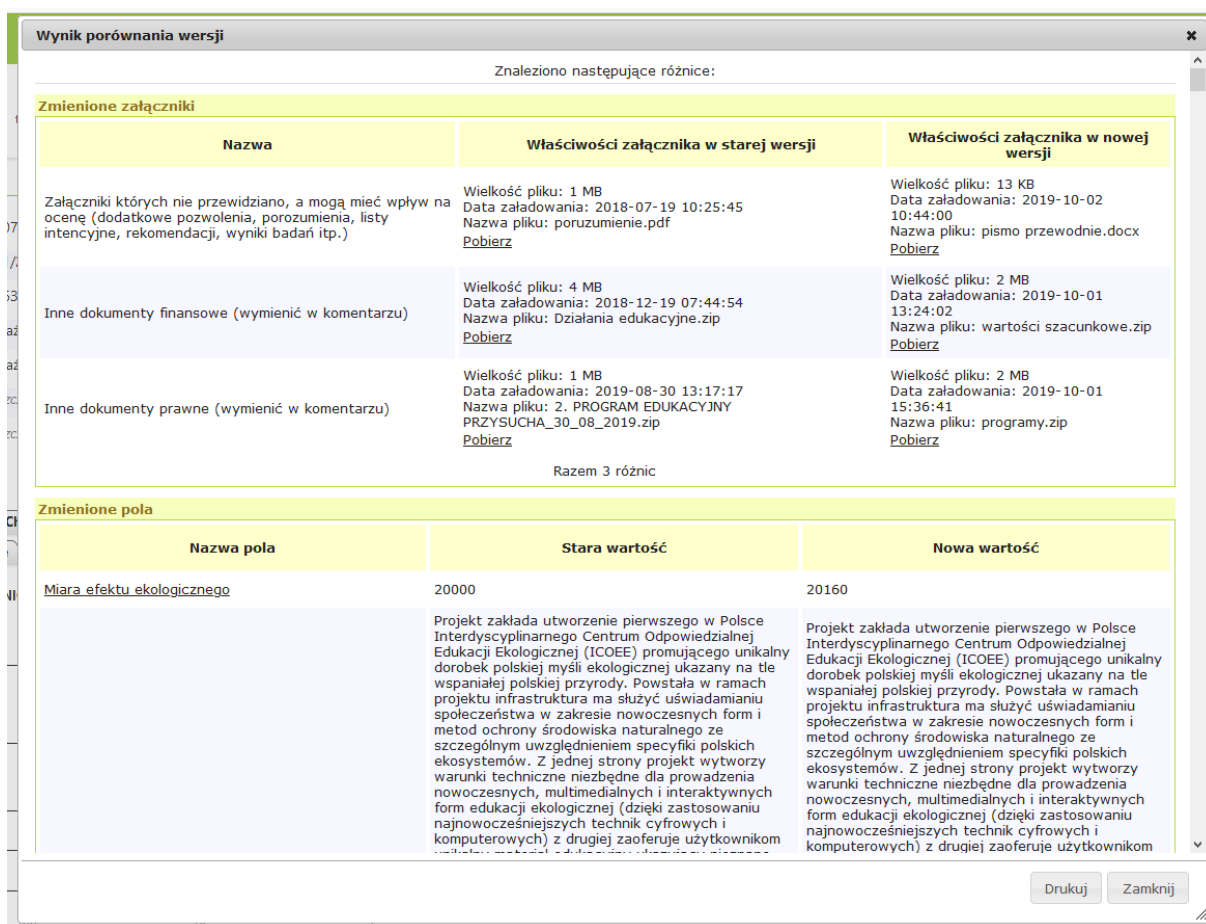 Wynik porównania wersji
Znaleziono następujące różnice:
Zmienione załączniki
Nazwa
Właściwości załącznika w starej wersji
Właściwości załącznika w nowej
wersji
Załączniki których nie przewidziano, a mogą mieć wpływ na
ocenę (dodatkowe pozwolenia, porozumienia, listy
intencyjne, rekomendacji, wyniki badań itp.)
Wielkość pliku: 1 MB
Data załadowania: 2018-07-19 10:25:45
Nazwa pliku: poruzumienie.pdf
Pobierz
Wielkość pliku: 13 KB
Data załadowania: 2019-10-02
10:44:00
Nazwa pliku: pismo przewodnie.docx
Pobierz
Inne dokumenty finansowe (wymienić w komentarzu)
Wielkość pliku: 4 MB
Data załadowania: 2018-12-19 07:44:54
Nazwa pliku: Działania edukacyjne.zip
Pobierz
Wielkość pliku: 2 MB
Data załadowania: 2019-10-01
13:24:02
Nazwa pliku: wartości szacunkowe.zip
Pobierz
Inne dokumenty prawne (wymienić w komentarzu)
Wielkość pliku: 1 MB
Data załadowania: 2019-08-30 13:17:17
Nazwa pliku: 2. PROGRAM EDUKACYJNY
PRZYSUCHA_30_08_2019.zip
Pobierz
Wielkość pliku: 2 MB
Data załadowania: 2019-10-01
15:36:41
Nazwa pliku: programy.zip
Pobierz
Razem 3 różnic
Zmienione pola
Nazwa pola
Stara wartość
Nowa wartość
Miara efektu ekologicznego
20000
20160
Projekt zakłada utworzenie pierwszego w Polsce
Interdyscyplinarnego Centrum Odpowiedzialnej
Edukacji Ekologicznej (ICOEE) promującego unikalny
dorobek polskiej myśli ekologicznej ukazany na tle
wspaniałej polskiej przyrody. Powstała w ramach
projektu infrastruktura ma służyć uświadamianiu
społeczeństwa w zakresie nowoczesnych form i
metod ochrony środowiska naturalnego ze
szczególnym uwzględnieniem specyfiki polskich
ekosystemów. Z jednej strony projekt wytworzy
warunki techniczne niezbędne dla prowadzenia
nowoczesnych, multimedialnych i interaktywnych
form edukacji ekologicznej (dzięki zastosowaniu
najnowocześniejszych technik cyfrowych i
komputerowych) z drugiej zaoferuje użytkownikom
Projekt zakłada utworzenie pierwszego w Polsce
Interdyscyplinarnego Centrum Odpowiedzialnej
Edukacji Ekologicznej (ICOEE) promującego unikalny
dorobek polskiej myśli ekologicznej ukazany na tle
wspaniałej polskiej przyrody. Powstała w ramach
projektu infrastruktura ma służyć uświadamianiu
społeczeństwa w zakresie nowoczesnych form i
metod ochrony środowiska naturalnego ze
szczególnym uwzględnieniem specyfiki polskich
ekosystemów. Z jednej strony projekt wytworzy
warunki techniczne niezbędne dla prowadzenia
nowoczesnych, multimedialnych i interaktywnych
form edukacji ekologicznej (dzięki zastosowaniu
najnowocześniejszych technik cyfrowych i
komputerowych) z drugiej zaoferuje użytkownikom
Drukuj
Zamknij